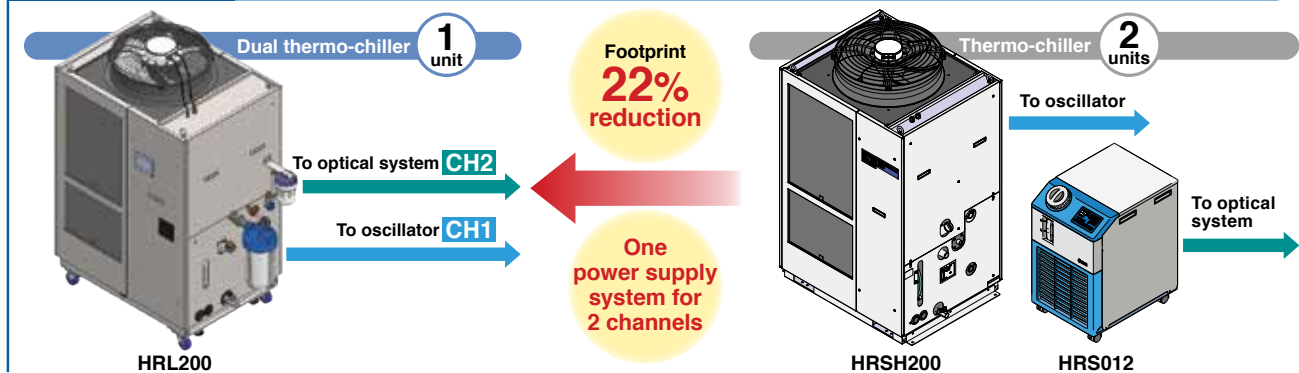 Dual thermo-chiller
1
unit
Footprint
22%
reduction
Thermo-chiller
2
units
To oscillator
To optical system CH2
To oscillator CH1
To optical
system
One
power supply
system for
2 channels
HRL200
HRSH200
HRS012